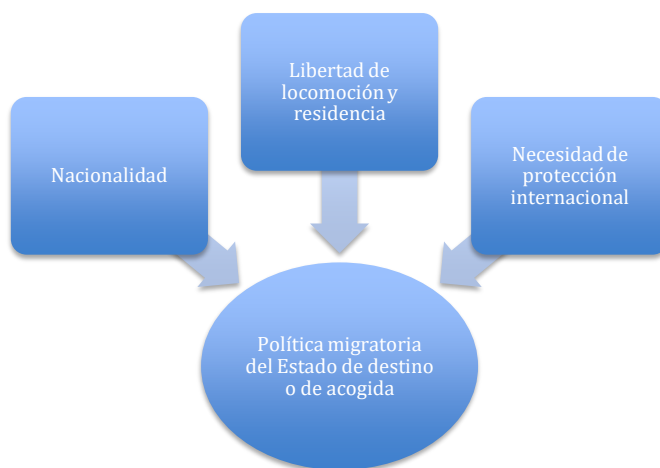 Libertad de
locomoción y
residencia
Nacionalidad
Necesidad de
protección
internacional
Política migratoria
del Estado de destino
o de acogida